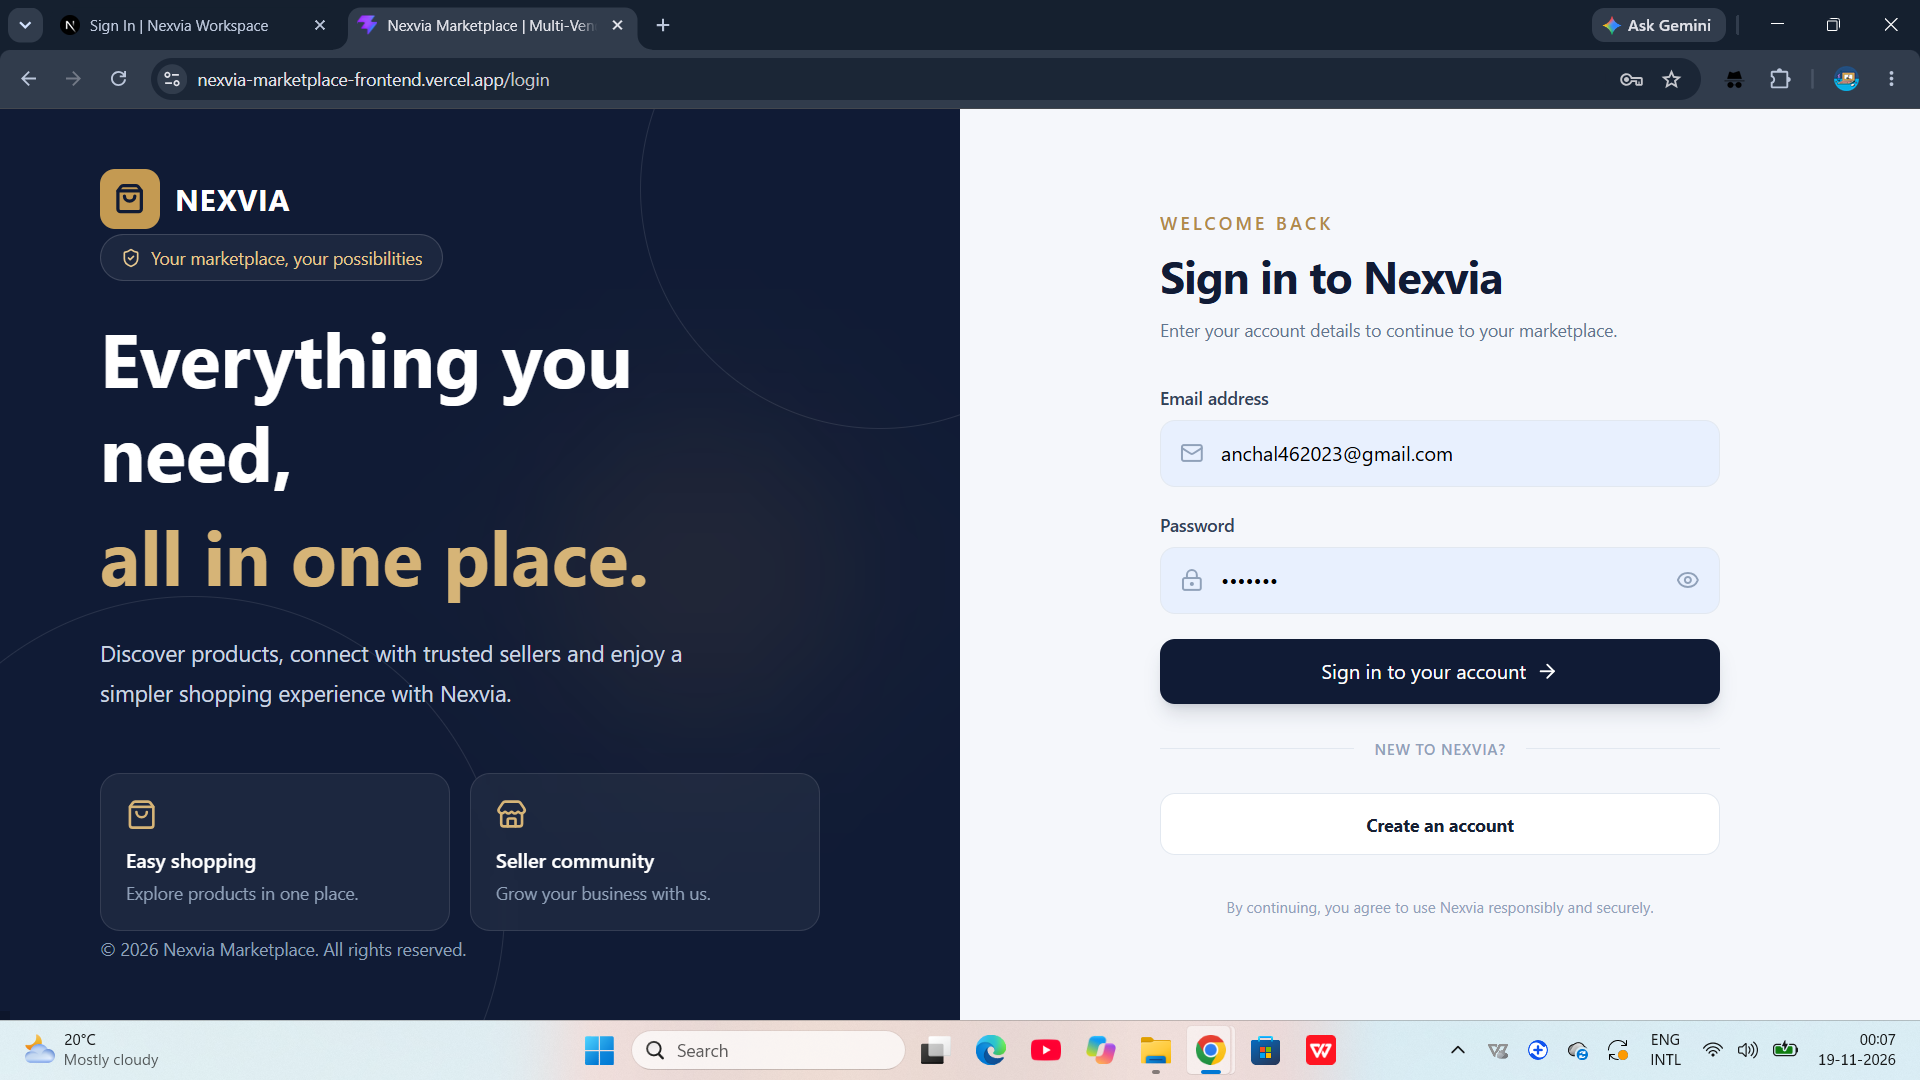 Sign In | Nexvia Workspace
Nexvia Marketplace | Multi-Ven
Ask Gemini
nexvia-marketplace-frontend.vercel.app/login
NEXVIA
Your marketplace, your possibilities
Everything you
need,
all in one place.
Discover products, connect with trusted sellers and enjoy a
simpler shopping experience with Nexvia.
Easy shopping
Explore products in one place.
Seller community
Grow your business with us.
© 2026 Nexvia Marketplace. All rights reserved.
WELCOME BACK
Sign in to Nexvia
Enter your account details to continue to your marketplace.
Email address
anchal462023@gmail.com
Password
•••••••
Sign in to your account →
NEW TO NEXVIA?
Create an account
By continuing, you agree to use Nexvia responsibly and securely.
20°C
Mostly cloudy
Search
ENG
INTL
00:07
19-11-2026